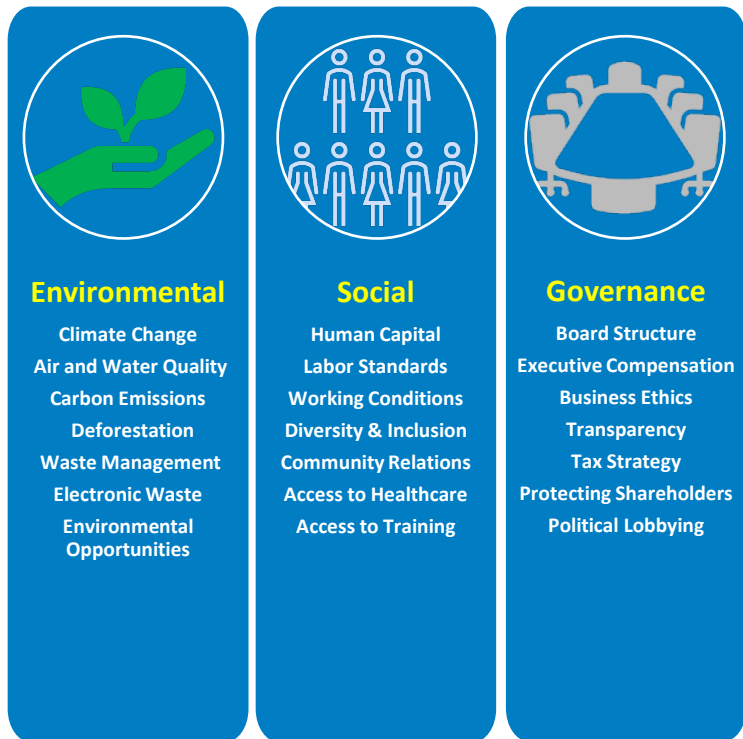 Environmental
Climate Change
Air and Water Quality
Carbon Emissions
Deforestation
Waste Management
Electronic Waste
Environmental
Opportunities
Social
Human Capital
Labor Standards
Working Conditions
Diversity & Inclusion
Community Relations
Access to Healthcare
Access to Training
Governance
Board Structure
Executive Compensation
Business Ethics
Transparency
Tax Strategy
Protecting Shareholders
Political Lobbying